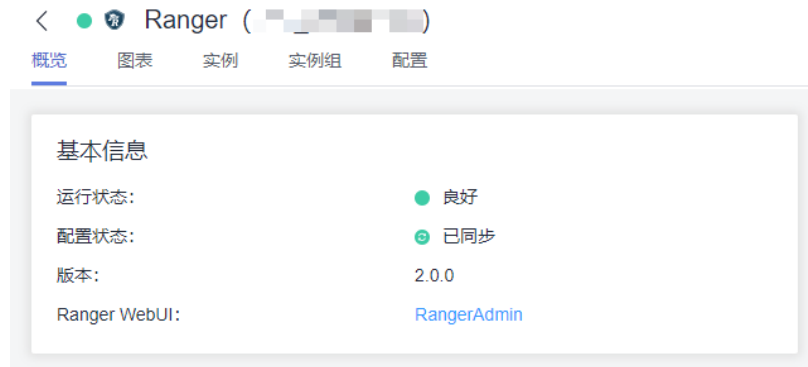 Ranger ( _ )
概览 图表 实例 实例组 配置
基本信息
运行状态： 良好
配置状态： 已同步
版本： 2.0.0
Ranger WebUI： RangerAdmin